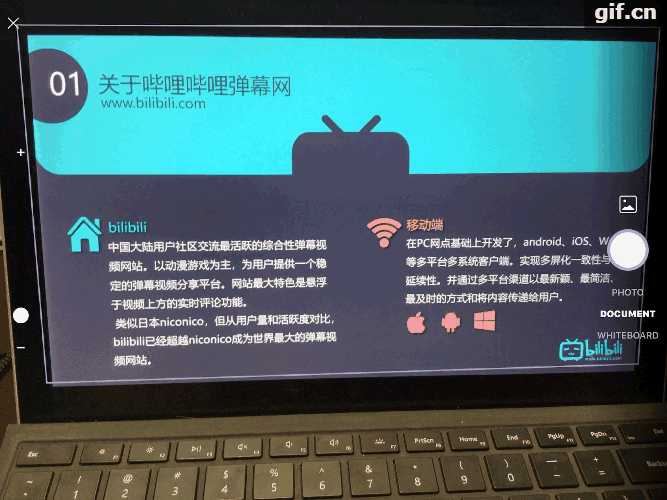 gif.cn
01
关于哔哩哔哩弹幕网
www.bilibili.com
bilibili
中国大陆用户社区交流最活跃的综合性弹幕视
频网站。以动漫游戏为主，为用户提供一个稳
定的弹幕视频分享平台。网站最大特色是悬浮
于视频上方的实时评论功能。
类似日本niconico，但从用户量和活跃度对比，
bilibili已经超越niconico成为世界最大的弹幕视
频网站。
移动端
在PC网点基础上开发了，android、iOS、W
等多平台多系统客户端。实现多屏化一致性与
延续性。并通过多平台渠道以最新颖、最简洁、
最及时的方式和将内容传递给用户。
bilibili
www.bilibili.com
PHOTO
DOCUMENT
WHITEBOARD
Esc F1 F2 F3 F4 F5 F6 F7 PrtScn F8 Home F9 End F10 PgUp F11 PgDn F12 Del
~ ! @ # $ % ^ & * ( ) _ + Backs
1 2 3 4 5 6 7 8 9 0 - =